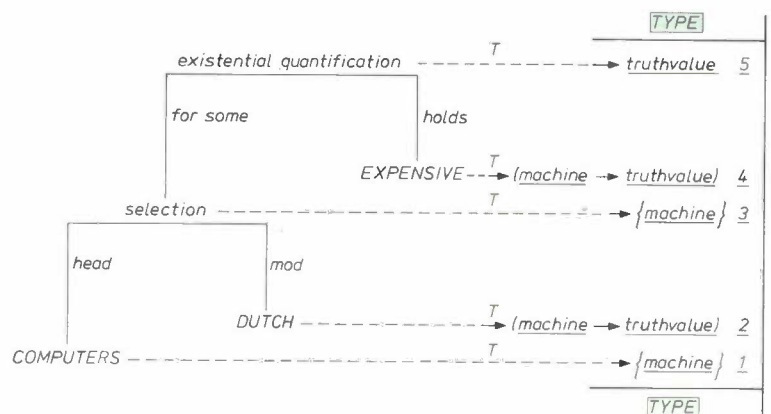 TYPE
existential quantification T truthvalue 5
for some holds
EXPENSIVE T (machine → truthvalue) 4
selection T {machine} 3
head mod
DUTCH T (machine → truthvalue) 2
COMPUTERS T {machine} 1
TYPE